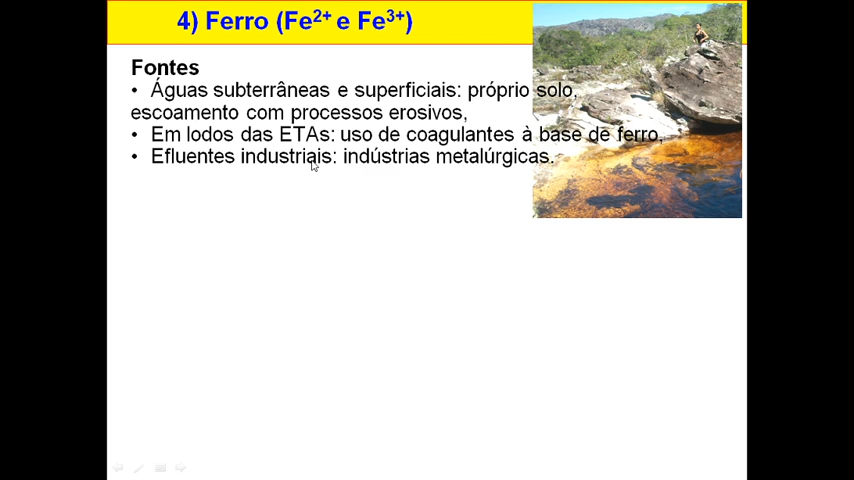 4) Ferro (Fe2+ e Fe3+)
Fontes
• Águas subterrâneas e superficiais: próprio solo,
escoamento com processos erosivos,
• Em lodos das ETAs: uso de coagulantes à base de ferro,
• Efluentes industriais: indústrias metalúrgicas.